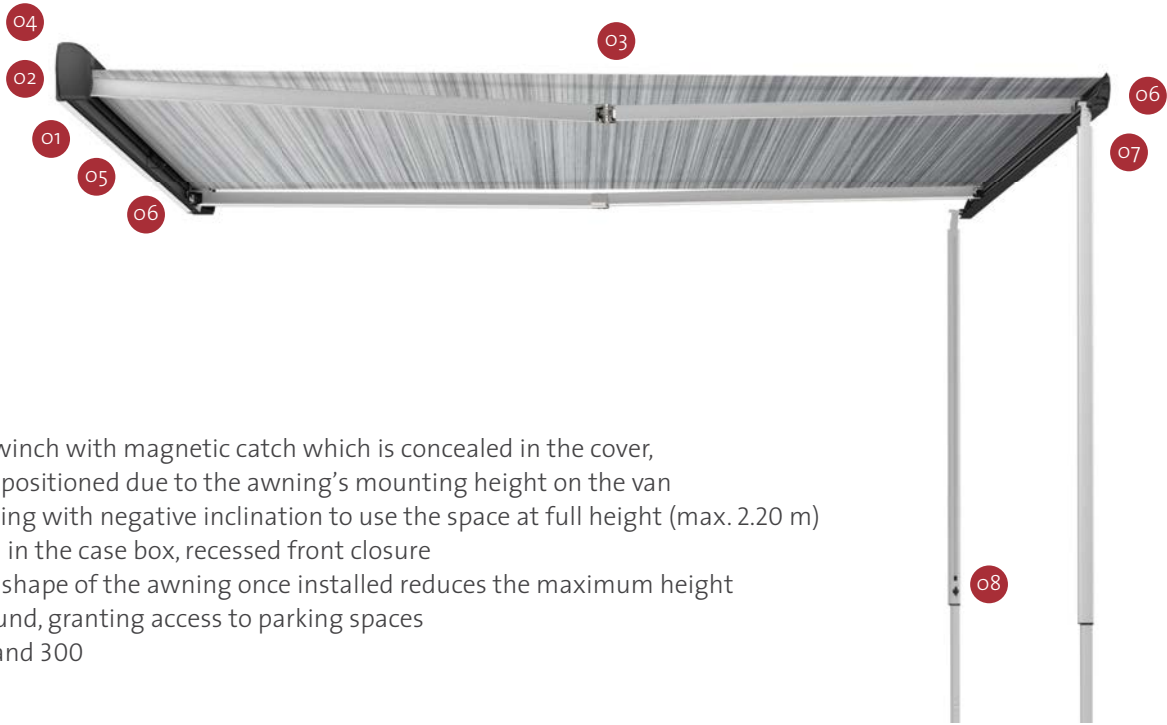 04
03
02
06
01
07
05
06
winch with magnetic catch which is concealed in the cover,
positioned due to the awning’s mounting height on the van
ing with negative inclination to use the space at full height (max. 2.20 m)
in the case box, recessed front closure
shape of the awning once installed reduces the maximum height
und, granting access to parking spaces
08
and 300